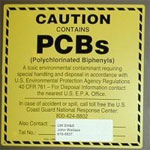 CAUTION
CONTAINS
PCBs
(Polychlorinated Biphenyls)
A toxic environmental contaminant requiring
special handling and disposal in accordance with
U.S. Environmental Protection Agency Regulations
40 CFR 761 - For Disposal Information contact
the nearest U.S. E.P.A. Office.
In case of accident or spill, call toll free the U.S.
Coast Guard National Response Center:
800-424-8802
Also Contact:
Tel No.